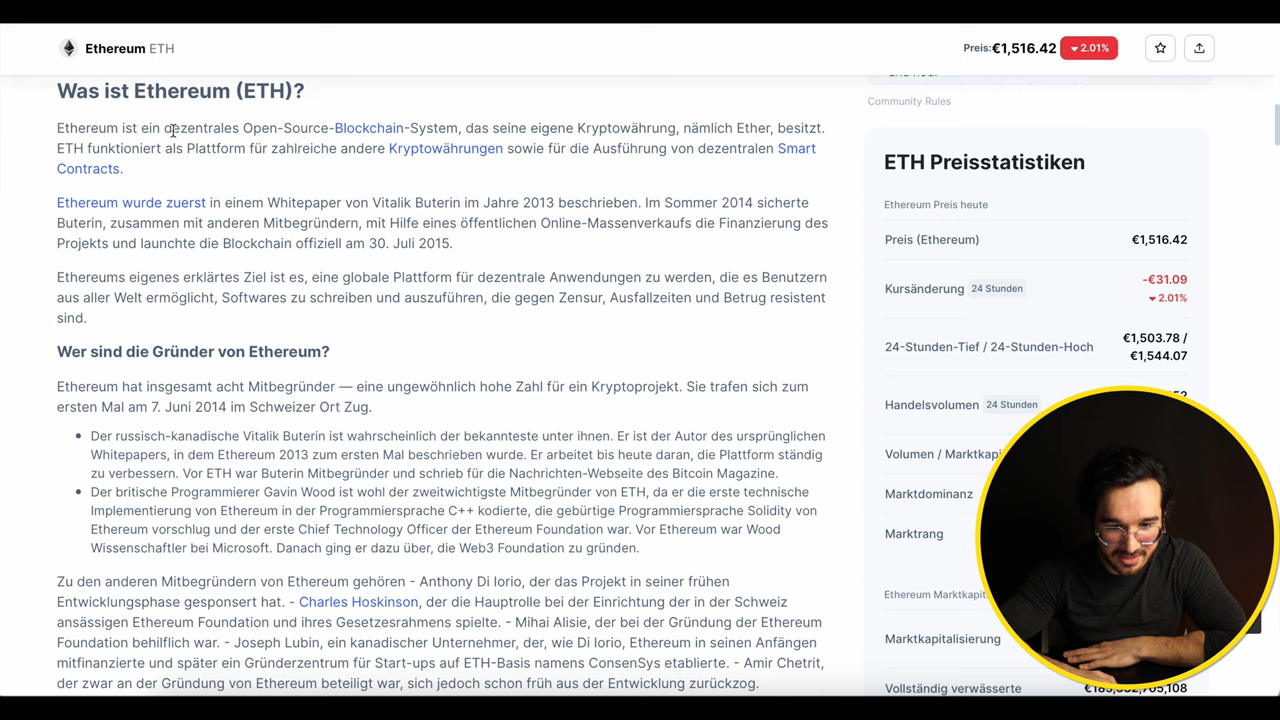 Ethereum ETH
Preis:€1,516.42 2.01%
Was ist Ethereum (ETH)?
Ethereum ist ein dezentrales Open-Source-Blockchain-System, das seine eigene Kryptowährung, nämlich Ether, besitzt.
ETH funktioniert als Plattform für zahlreiche andere Kryptowährungen sowie für die Ausführung von dezentralen Smart
Contracts.
Ethereum wurde zuerst in einem Whitepaper von Vitalik Buterin im Jahre 2013 beschrieben. Im Sommer 2014 sicherte
Buterin, zusammen mit anderen Mitbegründern, mit Hilfe eines öffentlichen Online-Massenverkaufs die Finanzierung des
Projekts und launchte die Blockchain offiziell am 30. Juli 2015.
Ethereums eigenes erklärtes Ziel ist es, eine globale Plattform für dezentrale Anwendungen zu werden, die es Benutzern
aus aller Welt ermöglicht, Softwares zu schreiben und auszuführen, die gegen Zensur, Ausfallzeiten und Betrug resistent
sind.
Wer sind die Gründer von Ethereum?
Ethereum hat insgesamt acht Mitbegründer — eine ungewöhnlich hohe Zahl für ein Kryptoprojekt. Sie trafen sich zum
ersten Mal am 7. Juni 2014 im Schweizer Ort Zug.
• Der russisch-kanadische Vitalik Buterin ist wahrscheinlich der bekannteste unter ihnen. Er ist der Autor des ursprünglichen
Whitepapers, in dem Ethereum 2013 zum ersten Mal beschrieben wurde. Er arbeitet bis heute daran, die Plattform ständig
zu verbessern. Vor ETH war Buterin Mitbegründer und schrieb für die Nachrichten-Webseite des Bitcoin Magazine.
• Der britische Programmierer Gavin Wood ist wohl der zweitwichtigste Mitbegründer von ETH, da er die erste technische
Implementierung von Ethereum in der Programmiersprache C++ kodierte, die gebürtige Programmiersprache Solidity von
Ethereum vorschlug und der erste Chief Technology Officer der Ethereum Foundation war. Vor Ethereum war Wood
Wissenschaftler bei Microsoft. Danach ging er dazu über, die Web3 Foundation zu gründen.
Zu den anderen Mitbegründern von Ethereum gehören - Anthony Di Iorio, der das Projekt in seiner frühen
Entwicklungsphase gesponsert hat. - Charles Hoskinson, der die Hauptrolle bei der Einrichtung der in der Schweiz
ansässigen Ethereum Foundation und ihres Gesetzesrahmens spielte. - Mihai Alisie, der bei der Gründung der Ethereum
Foundation behilflich war. - Joseph Lubin, ein kanadischer Unternehmer, der, wie Di Iorio, Ethereum in seinen Anfängen
mitfinanzierte und später ein Gründerzentrum für Start-ups auf ETH-Basis namens ConsenSys etablierte. - Amir Chetrit,
der zwar an der Gründung von Ethereum beteiligt war, sich jedoch schon früh aus der Entwicklung zurückzog.
Community Rules
ETH Preisstatistiken
Ethereum Preis heute
Preis (Ethereum) €1,516.42
Kursänderung 24 Stunden -€31.09
2.01%
24-Stunden-Tief / 24-Stunden-Hoch €1,503.78 /
€1,544.07
Handelsvolumen 24 Stunden
Volumen /
Marktdominanz
Marktrang
Ethereum
Marktkapitalisierung
Vollständig verwässerte